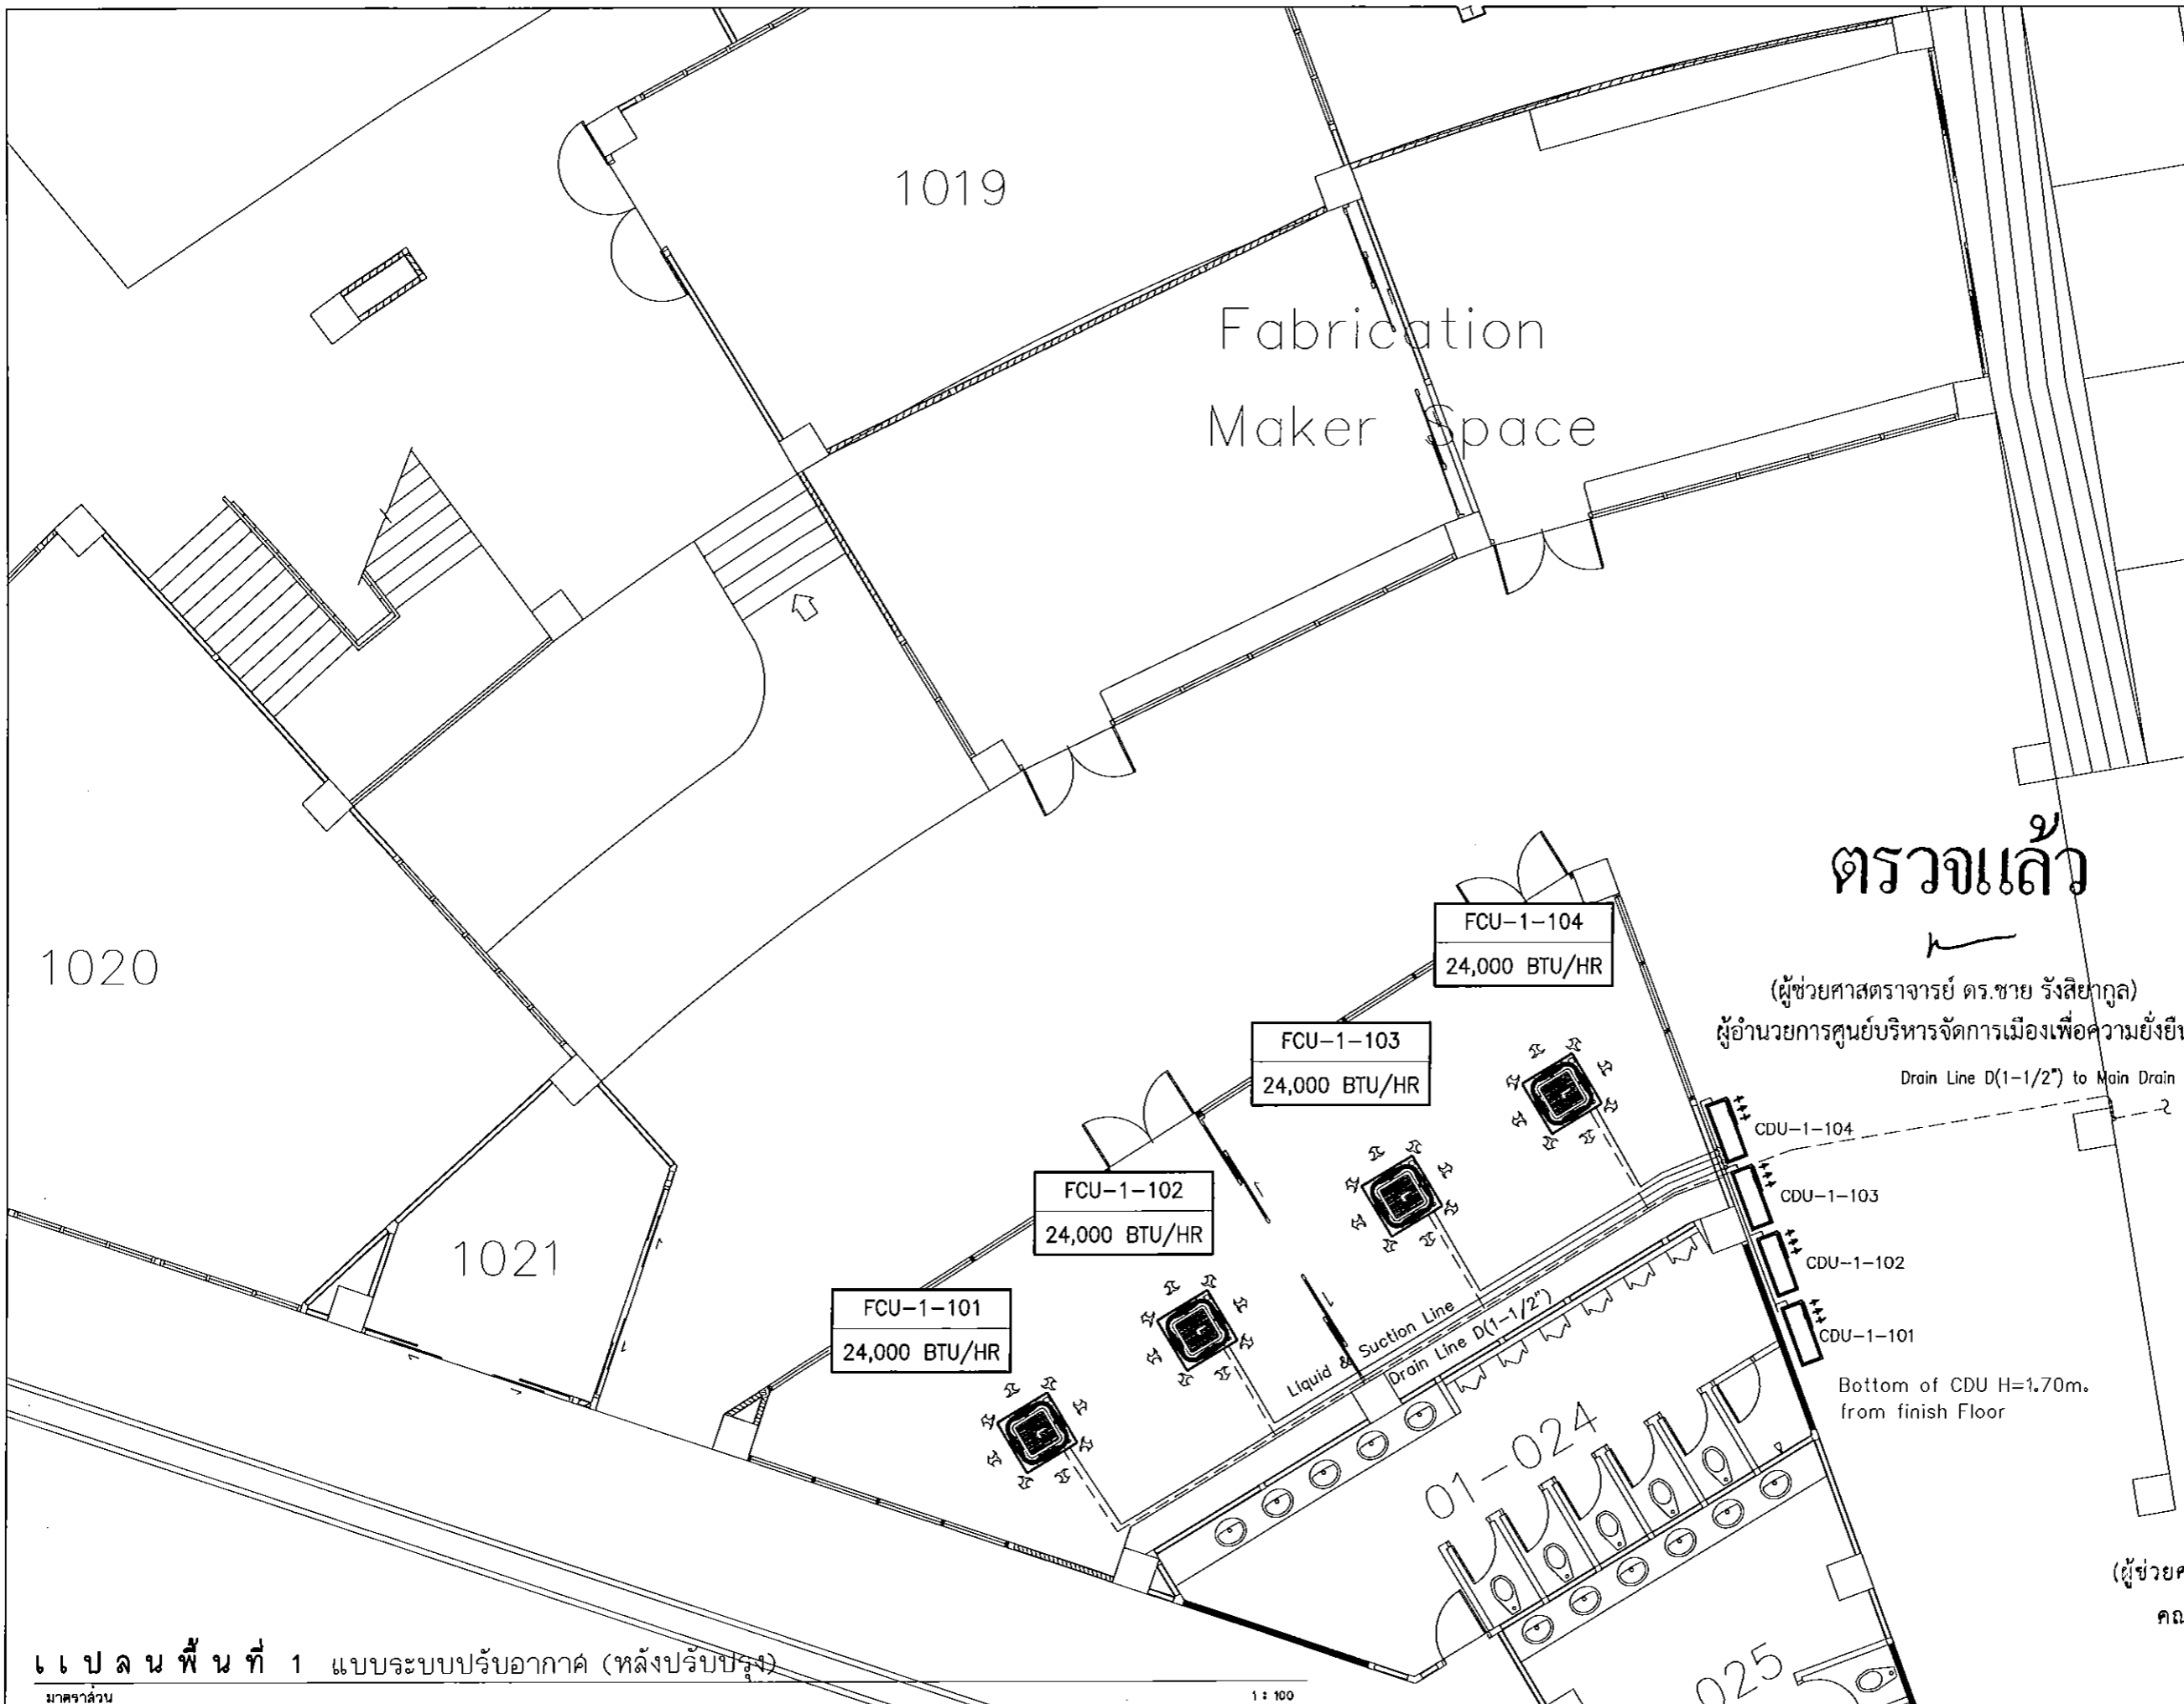 1019
Fabrication
Maker Space
ตรวจแล้ว
FCU-1-104
24,000 BTU/HR
1020
(ผู้ช่วยศาสตราจารย์ ดร.ชาย รังสิยากูล)
ผู้อำนวยการศูนย์บริหารจัดการเมืองเพื่อความยั่งยืน
FCU-1-103
24,000 BTU/HR
Drain Line D(1-1/2") to Main Drain
CDU-1-104
FCU-1-102
24,000 BTU/HR
CDU-1-103
1021
CDU-1-102
FCU-1-101
24,000 BTU/HR
Liquid & Suction Line
Drain Line D(1-1/2")
CDU-1-101
Bottom of CDU H=1.70m.
from finish Floor
01-024
(ผู้ช่วยศ
คณ
แปลนพื้นที่ 1 แบบระบบปรับอากาศ (หลังปรับปรุง)
มาตราส่วน 1 : 100
025